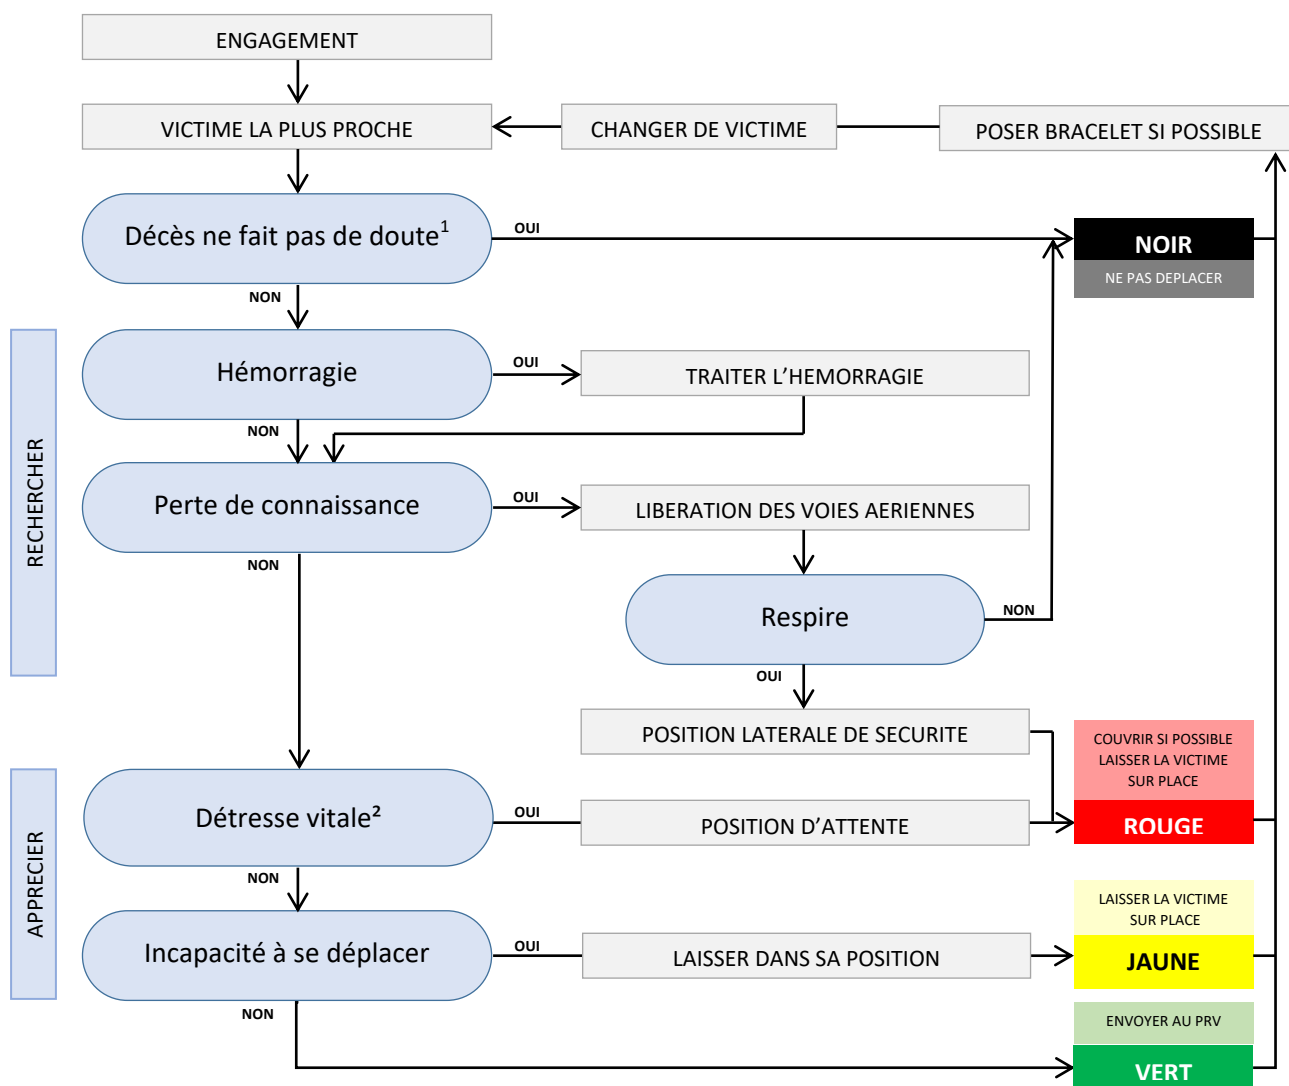 ENGAGEMENT
VICTIME LA PLUS PROCHE
CHANGER DE VICTIME
POSER BRACELET SI POSSIBLE
Décès ne fait pas de doute¹
OUI
NOIR
NE PAS DEPLACER
NON
RECHERCHER
Hémorragie
OUI
TRAITER L’HEMORRAGIE
NON
Perte de connaissance
OUI
LIBERATION DES VOIES AERIENNES
NON
Respire
NON
OUI
POSITION LATERALE DE SECURITE
COUVRIR SI POSSIBLE
LAISSER LA VICTIME
SUR PLACE
ROUGE
APPRECIER
Détresse vitale²
OUI
POSITION D’ATTENTE
NON
LAISSER LA VICTIME
SUR PLACE
Incapacité à se déplacer
OUI
LAISSER DANS SA POSITION
JAUNE
NON
ENVOYER AU PRV
VERT